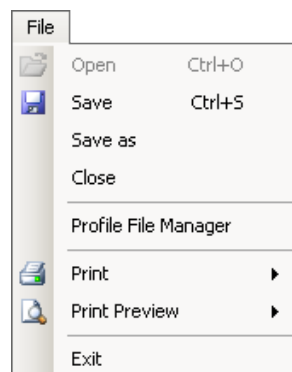 File
Open Ctrl+O
Save Ctrl+S
Save as
Close
Profile File Manager
Print
Print Preview
Exit